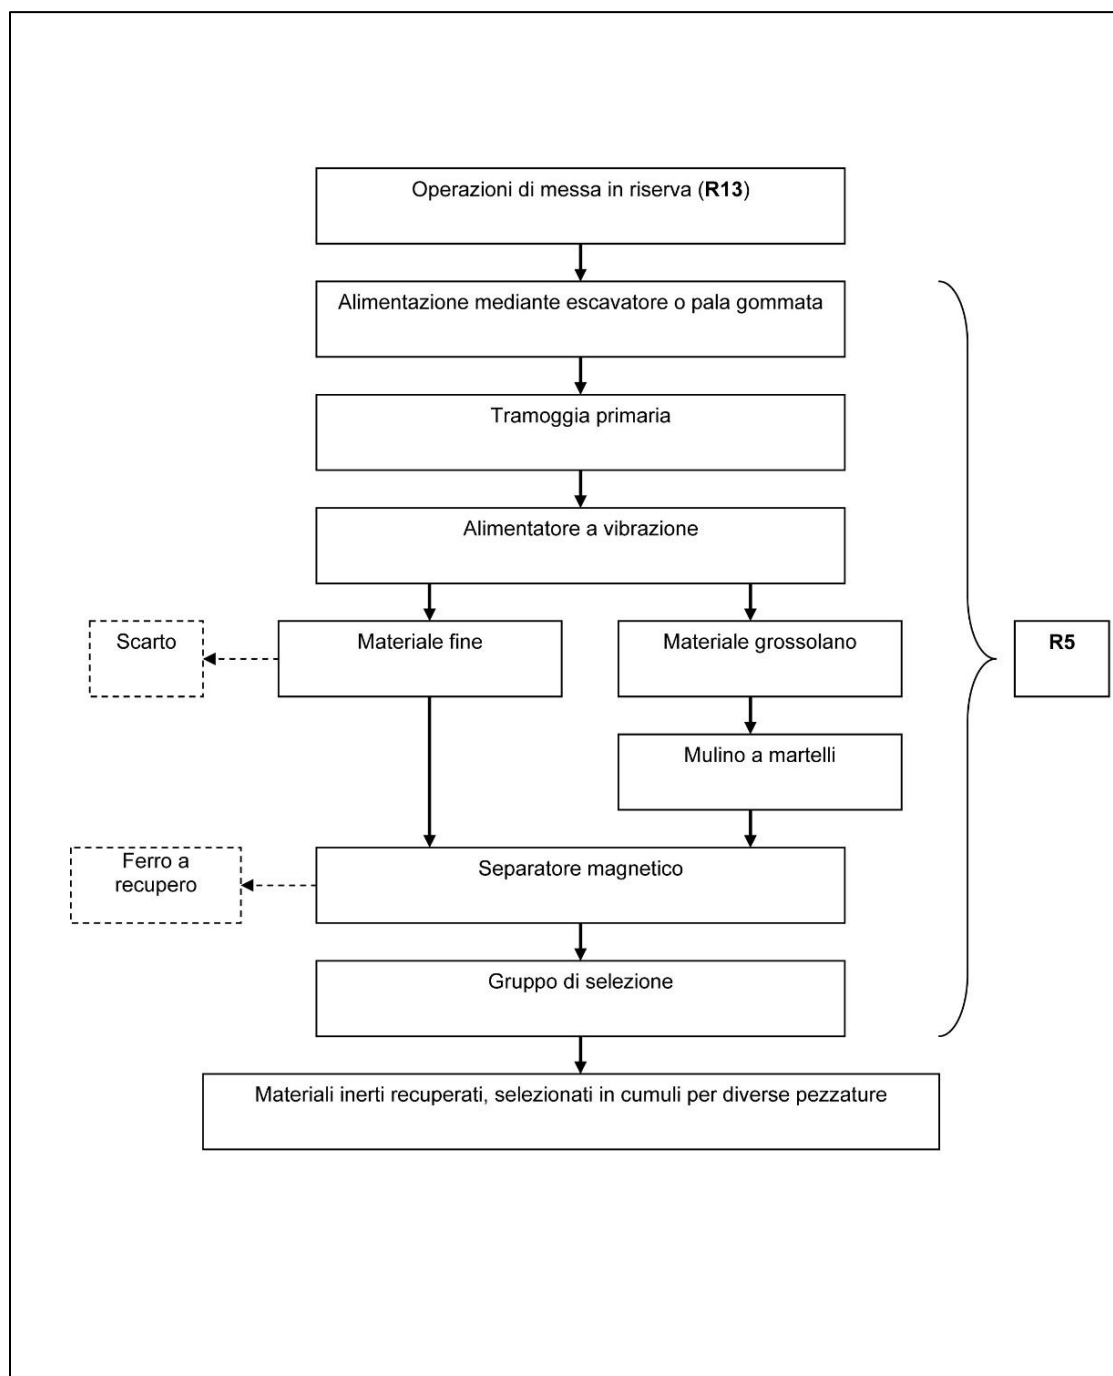 Operazioni di messa in riserva (R13)
Alimentazione mediante escavatore o pala gommata
Tramoggia primaria
Alimentatore a vibrazione
Scarto
Materiale fine
Materiale grossolano
R5
Mulino a martelli
Ferro a
recupero
Separatore magnetico
Gruppo di selezione
Materiali inerti recuperati, selezionati in cumuli per diverse pezzature